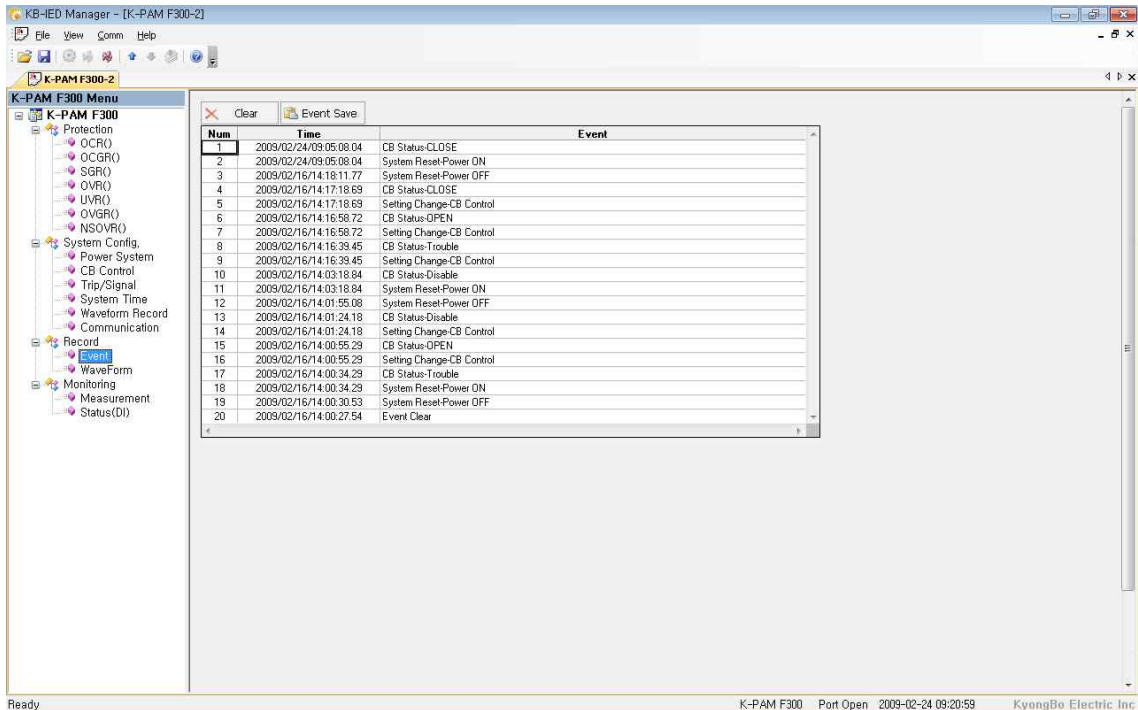 KB-IED Manager - [K-PAM F300-2]
File View Comm Help
K-PAM F300-2
K-PAM F300 Menu
K-PAM F300
Protection
OCR()
OCGR()
SGR()
OVR()
UVR()
OVGR()
NSOVR()
System Config,
Power System
CB Control
Trip/Signal
System Time
Waveform Record
Communication
Record
Event
WaveForm
Monitoring
Measurement
Status(DI)
Clear Event Save
Num Time Event
1 2009/02/24/09:05:08.04 CB Status-CLOSE
2 2009/02/24/09:05:08.04 System Reset-Power ON
3 2009/02/16/14:18:11.77 System Reset-Power OFF
4 2009/02/16/14:17:18.69 CB Status-CLOSE
5 2009/02/16/14:17:18.69 Setting Change-CB Control
6 2009/02/16/14:16:58.72 CB Status-OPEN
7 2009/02/16/14:16:58.72 Setting Change-CB Control
8 2009/02/16/14:16:39.45 CB Status-Trouble
9 2009/02/16/14:16:39.45 Setting Change-CB Control
10 2009/02/16/14:03:18.84 CB Status-Disable
11 2009/02/16/14:03:18.84 System Reset-Power ON
12 2009/02/16/14:01:55.08 System Reset-Power OFF
13 2009/02/16/14:01:24.18 CB Status-Disable
14 2009/02/16/14:01:24.18 Setting Change-CB Control
15 2009/02/16/14:00:55.29 CB Status-OPEN
16 2009/02/16/14:00:55.29 Setting Change-CB Control
17 2009/02/16/14:00:34.29 CB Status-Trouble
18 2009/02/16/14:00:34.29 System Reset-Power ON
19 2009/02/16/14:00:30.53 System Reset-Power OFF
20 2009/02/16/14:00:27.54 Event Clear
Ready K-PAM F300 Port Open 2009-02-24 09:20:59 KyongBo Electric Inc